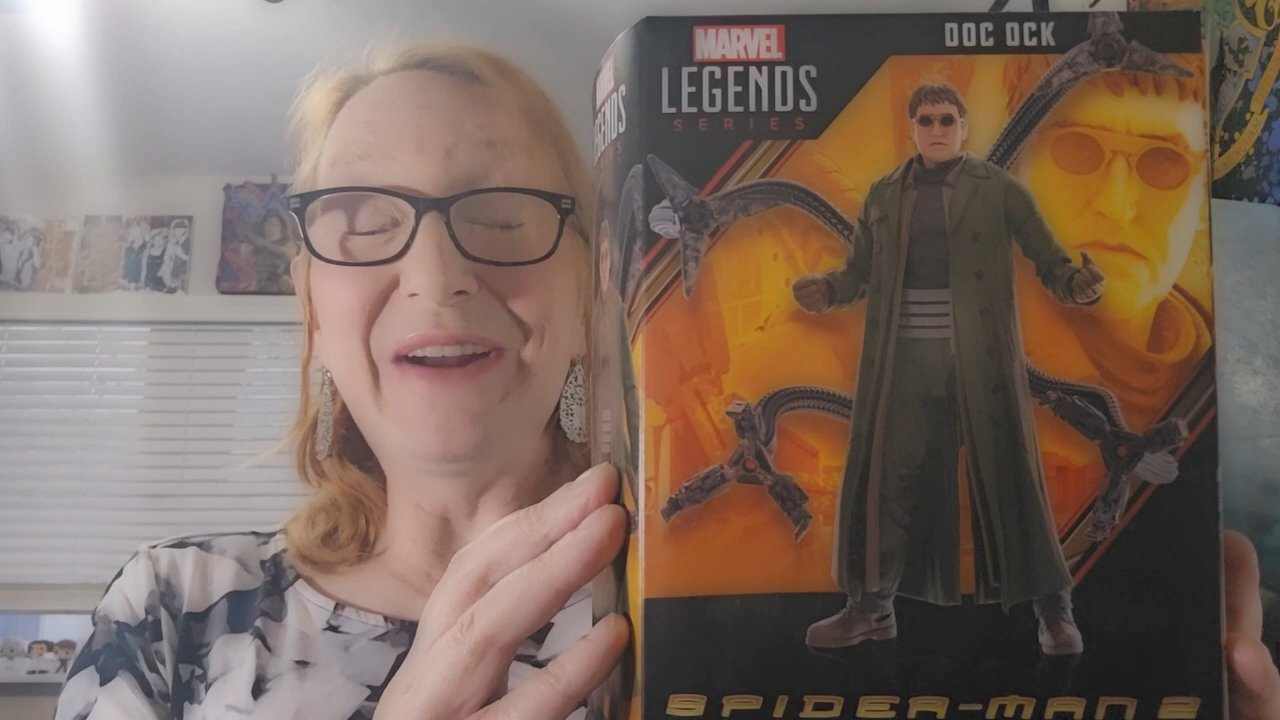 MARVEL
LEGENDS
SERIES
DOC OCK
SPIDER-MAN 2